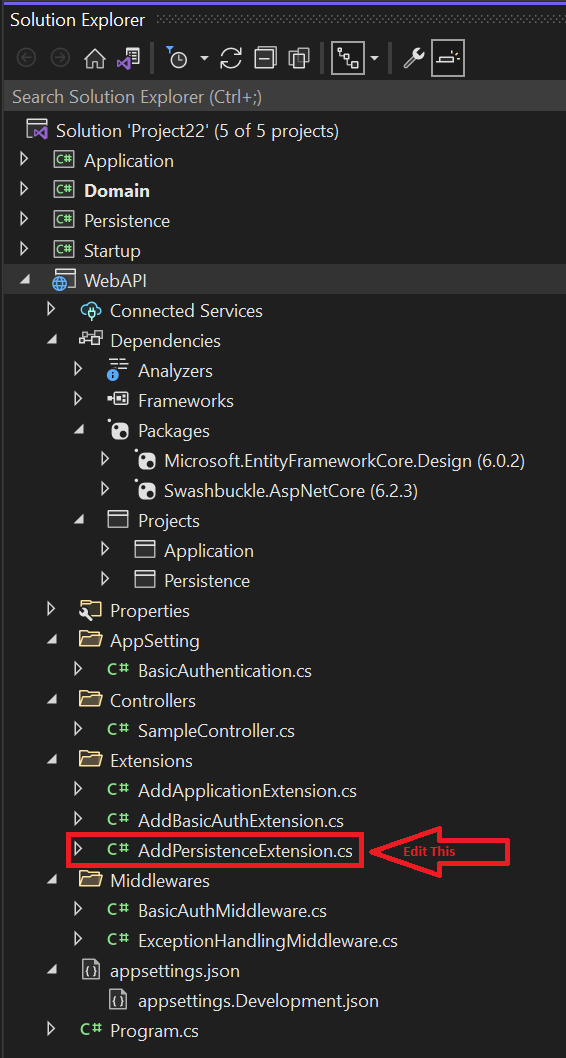 Solution Explorer
Search Solution Explorer (Ctrl+;)
Solution 'Project22' (5 of 5 projects)
C# Application
C# Domain
C# Persistence
C# Startup
WebAPI
Connected Services
Dependencies
Analyzers
Frameworks
Packages
Microsoft.EntityFrameworkCore.Design (6.0.2)
Swashbuckle.AspNetCore (6.2.3)
Projects
Application
Persistence
Properties
AppSetting
C# BasicAuthentication.cs
Controllers
C# SampleController.cs
Extensions
C# AddApplicationExtension.cs
C# AddBasicAuthExtension.cs
C# AddPersistenceExtension.cs Edit This
Middlewares
C# BasicAuthMiddleware.cs
C# ExceptionHandlingMiddleware.cs
appsettings.json
appsettings.Development.json
C# Program.cs